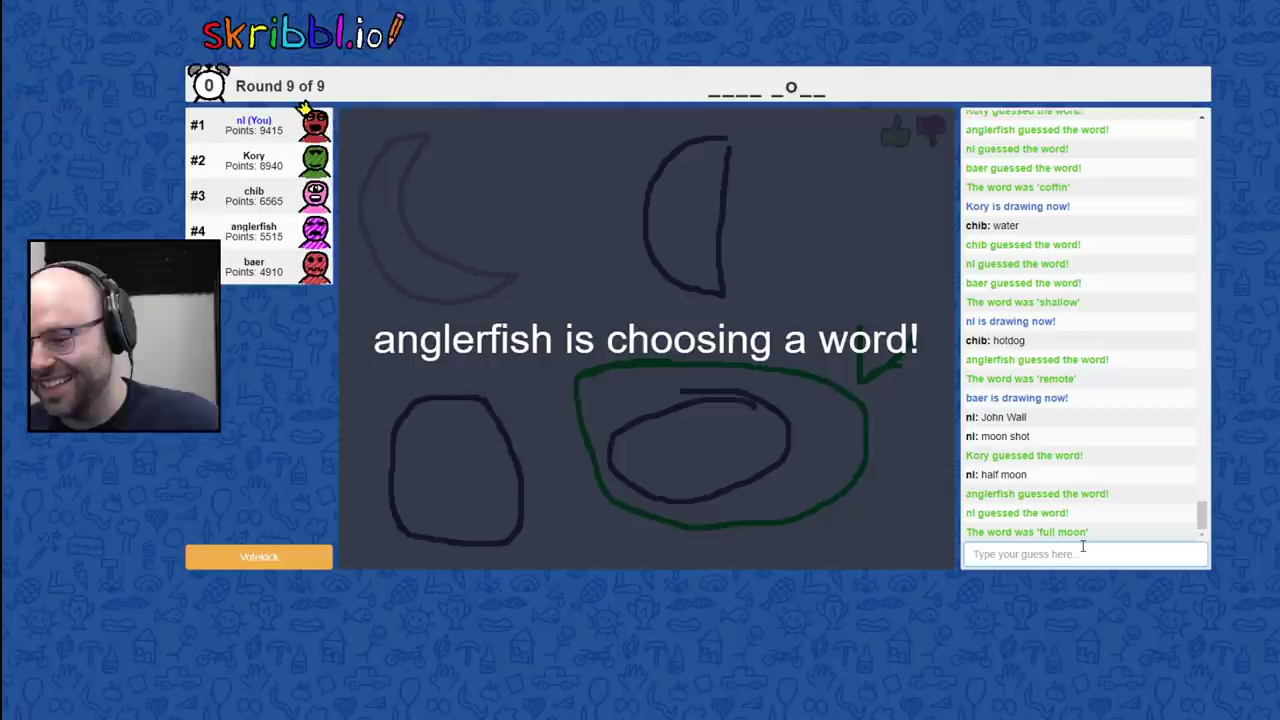 skribbl.io
0
Round 9 of 9
____ _o__
#1
nl (You)
Points: 9415
#2
Kory
Points: 8940
#3
chib
Points: 6565
#4
anglerfish
Points: 5515
baer
Points: 4910
Votekick
anglerfish is choosing a word!
Kory guessed the word!
anglerfish guessed the word!
nl guessed the word!
baer guessed the word!
The word was 'coffin'
Kory is drawing now!
chib: water
chib guessed the word!
nl guessed the word!
baer guessed the word!
The word was 'shallow'
nl is drawing now!
chib: hotdog
anglerfish guessed the word!
The word was 'remote'
baer is drawing now!
nl: John Wall
nl: moon shot
Kory guessed the word!
nl: half moon
anglerfish guessed the word!
nl guessed the word!
The word was 'full moon'
Type your guess here...